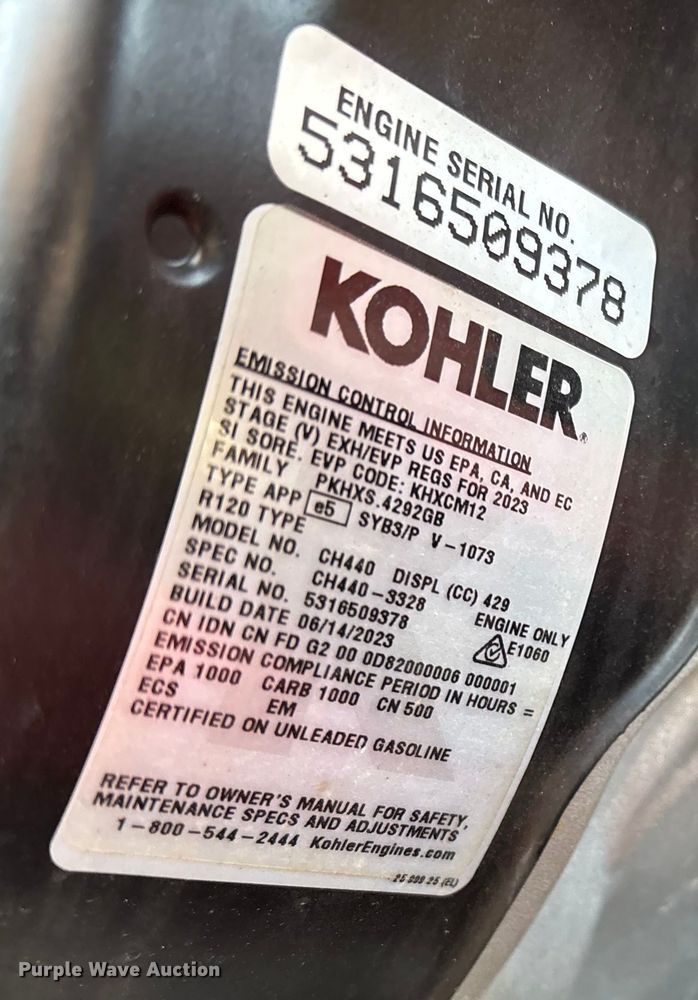 ENGINE SERIAL NO.
5316509378
KOHLER®
EMISSION CONTROL INFORMATION
THIS ENGINE MEETS US EPA, CA, AND EC
STAGE (V) EXH/EVP REGS FOR 2023
SI SORE. EVP CODE: KHXCM12
FAMILY PKHXS.4292GB
TYPE APP e5 SYB3/P V-1073
R120 TYPE
MODEL NO. CH440 DISPL (CC) 429
SPEC NO. CH440-3328 ENGINE ONLY
SERIAL NO. 5316509378 E1060
BUILD DATE 06/14/2023
CN IDN CN FD G2 00 0D82000006 000001
EMISSION COMPLIANCE PERIOD IN HOURS =
EPA 1000 CARB 1000 CN 500
ECS EM
CERTIFIED ON UNLEADED GASOLINE
REFER TO OWNER'S MANUAL FOR SAFETY,
MAINTENANCE SPECS AND ADJUSTMENTS
1-800-544-2444 KohlerEngines.com
(EU)
Purple Wave Auction